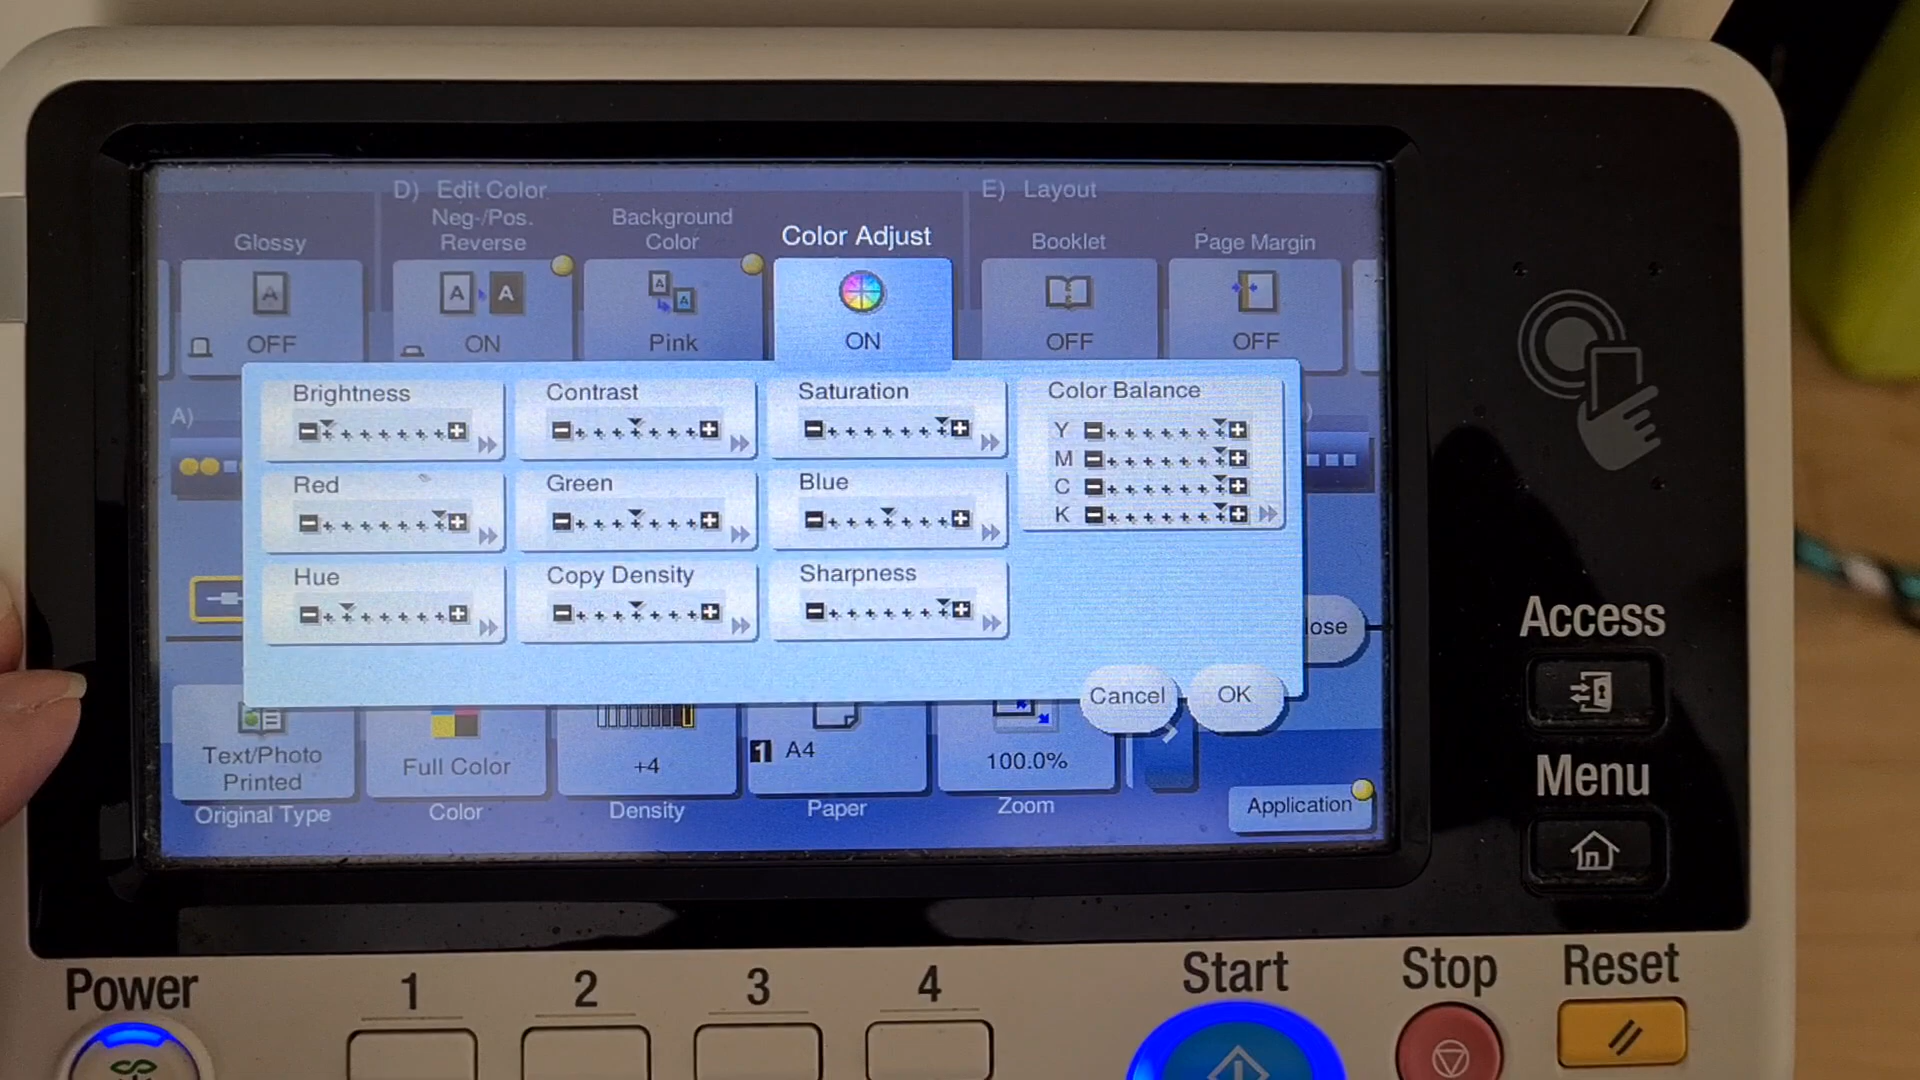 D) Edit Color
E) Layout
Glossy
Neg-/Pos.
Reverse
Background
Color
Color Adjust
Booklet
Page Margin
A
A A
A A
OFF
ON
Pink
ON
OFF
OFF
A)
Brightness
Contrast
Saturation
Color Balance
Y
M
C
K
Red
Green
Blue
Hue
Copy Density
Sharpness
lose
Cancel
OK
Text/Photo
Printed
Full Color
+4
1 A4
100.0%
Original Type
Color
Density
Paper
Zoom
Application
Access
Menu
Power
1
2
3
4
Start
Stop
Reset